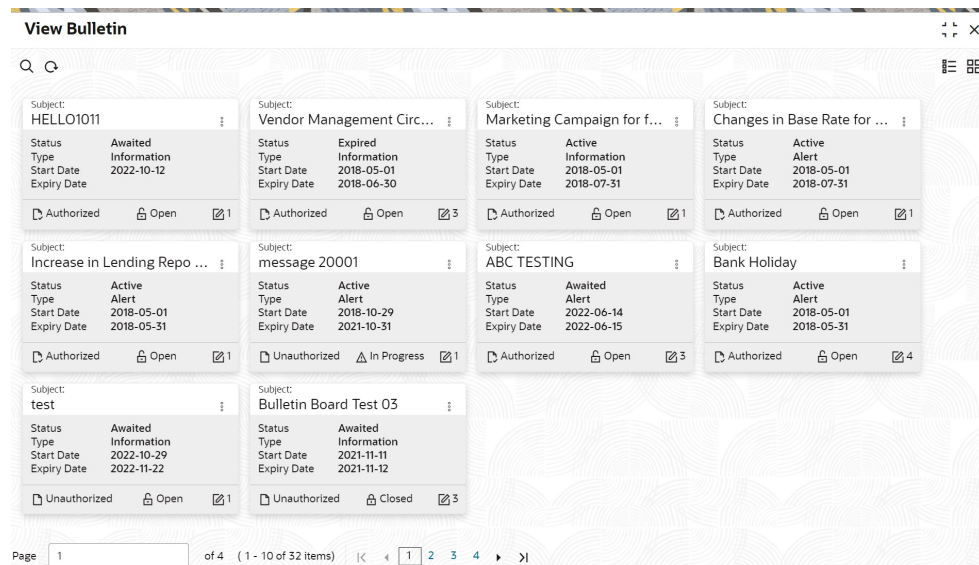 View Bulletin
Subject:
HELLO1011
Status Awaited
Type Information
Start Date 2022-10-12
Expiry Date
Authorized Open 1
Subject:
Vendor Management Circ...
Status Expired
Type Information
Start Date 2018-05-01
Expiry Date 2018-06-30
Authorized Open 3
Subject:
Marketing Campaign for f...
Status Active
Type Information
Start Date 2018-05-01
Expiry Date 2018-07-31
Authorized Open 1
Subject:
Changes in Base Rate for ...
Status Active
Type Alert
Start Date 2018-05-01
Expiry Date 2018-07-31
Authorized Open 1
Subject:
Increase in Lending Repo ...
Status Active
Type Alert
Start Date 2018-05-01
Expiry Date 2018-05-31
Authorized Open 1
Subject:
message 20001
Status Active
Type Alert
Start Date 2018-10-29
Expiry Date 2021-10-31
Unauthorized In Progress 1
Subject:
ABC TESTING
Status Awaited
Type Alert
Start Date 2022-06-14
Expiry Date 2022-06-15
Authorized Open 3
Subject:
Bank Holiday
Status Active
Type Alert
Start Date 2018-05-01
Expiry Date 2018-05-31
Authorized Open 4
Subject:
test
Status Awaited
Type Information
Start Date 2022-10-29
Expiry Date 2022-11-22
Unauthorized Open 1
Subject:
Bulletin Board Test 03
Status Awaited
Type Information
Start Date 2021-11-11
Expiry Date 2021-11-12
Unauthorized Closed 3
Page 1 of 4 ( 1 - 10 of 32 items) 1 2 3 4